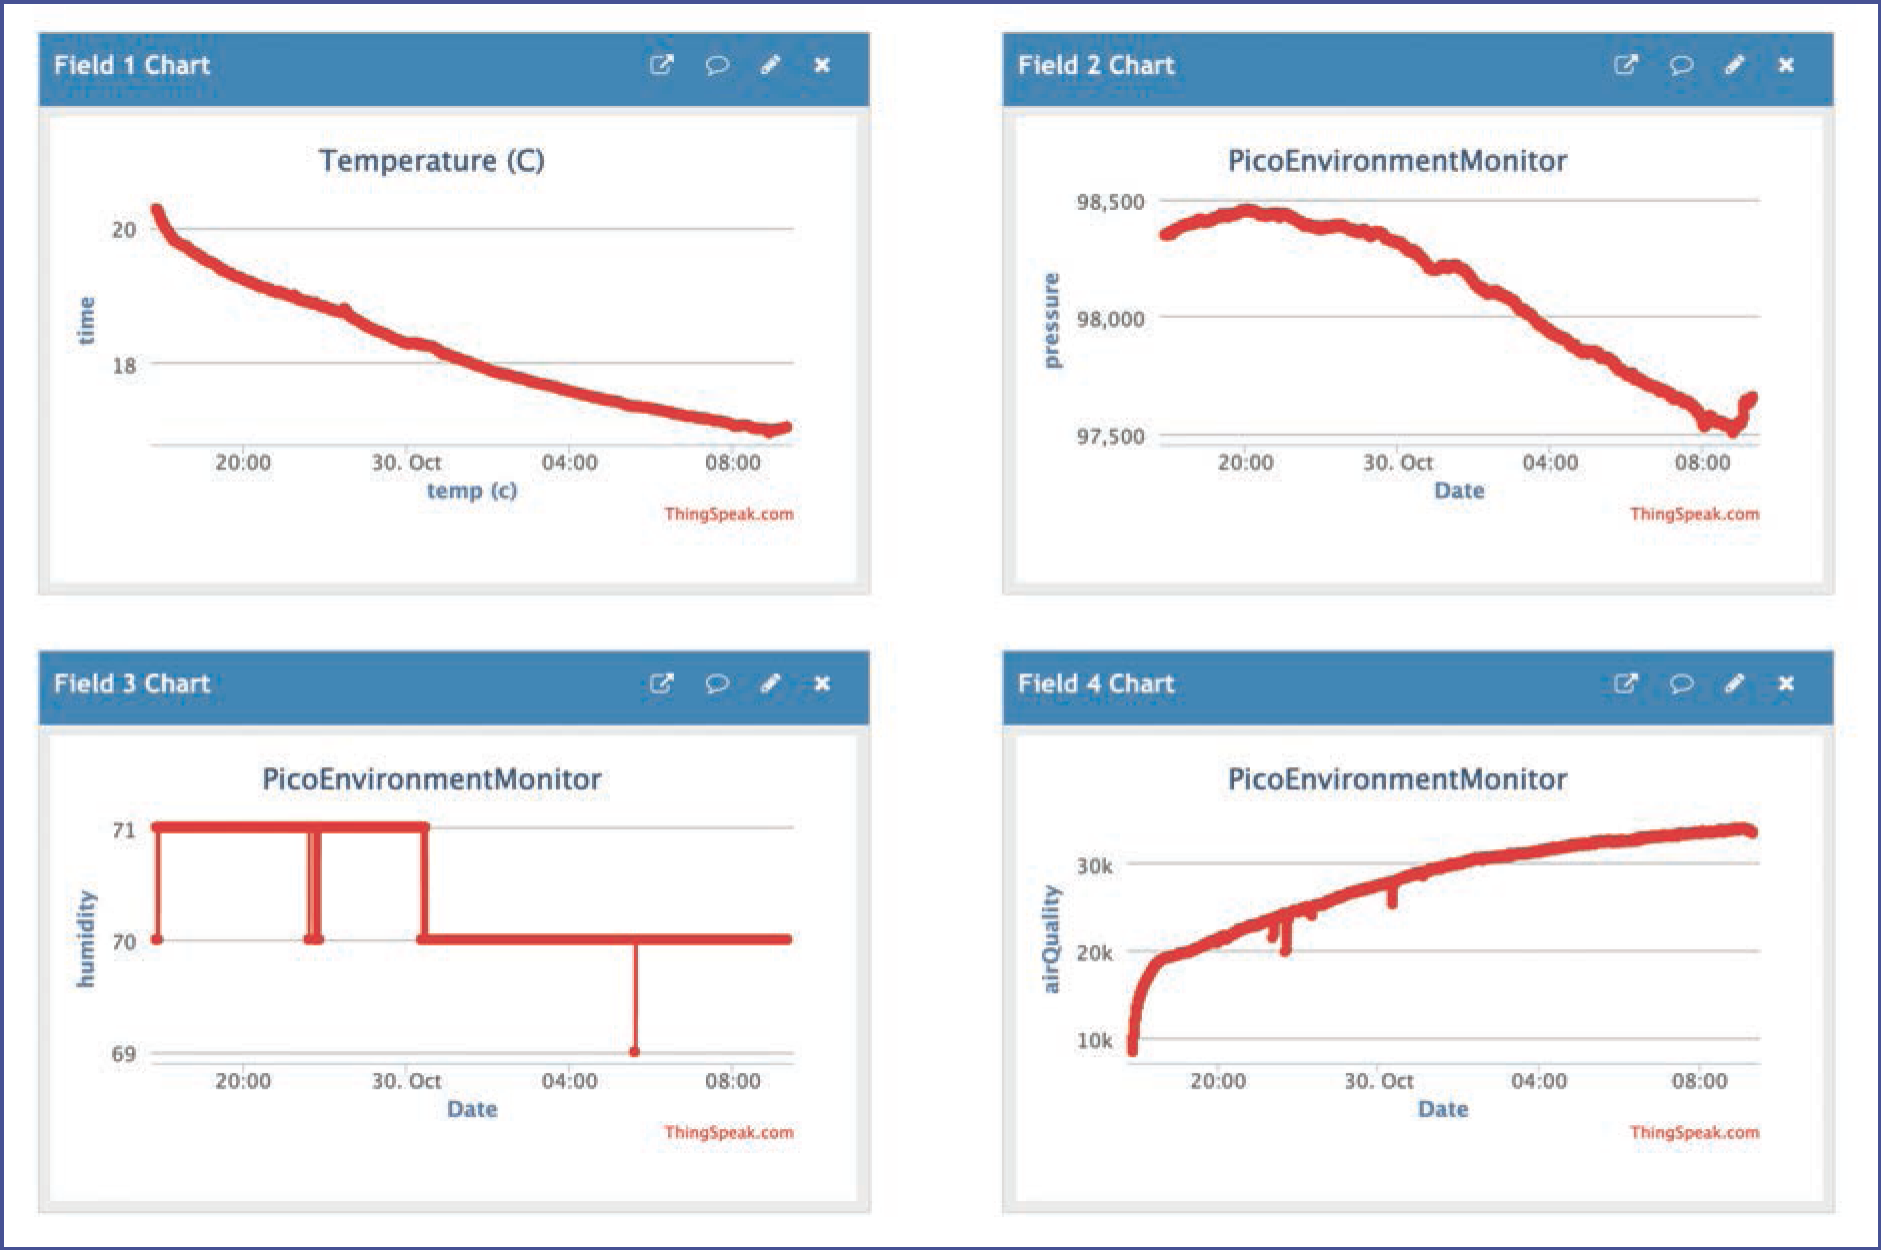 Field 1 Chart
Temperature (C)
20
18
time
20:00 30. Oct 04:00 08:00
temp (c)
ThingSpeak.com
Field 2 Chart
PicoEnvironmentMonitor
98,500
98,000
97,500
pressure
20:00 30. Oct 04:00 08:00
Date
ThingSpeak.com
Field 3 Chart
PicoEnvironmentMonitor
71
70
69
humidity
20:00 30. Oct 04:00 08:00
Date
ThingSpeak.com
Field 4 Chart
PicoEnvironmentMonitor
30k
20k
10k
airQuality
20:00 30. Oct 04:00 08:00
Date
ThingSpeak.com